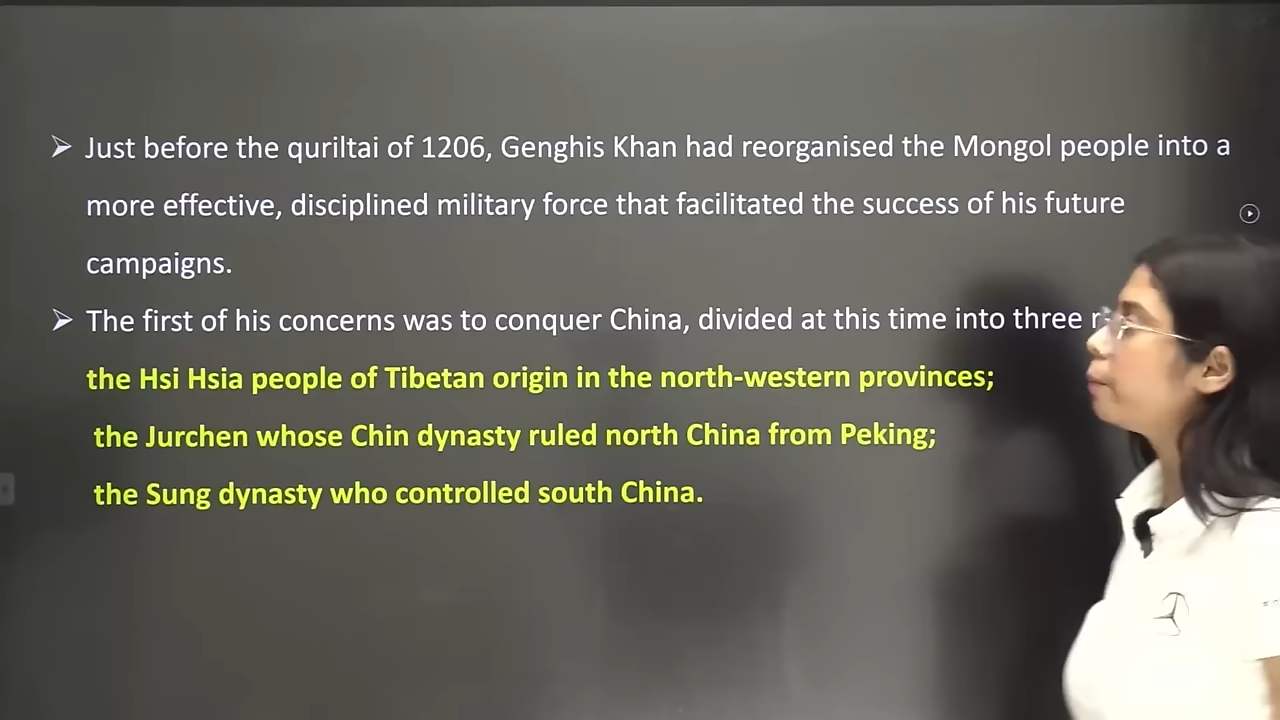 ➢ Just before the quriltai of 1206, Genghis Khan had reorganised the Mongol people into a
more effective, disciplined military force that facilitated the success of his future
campaigns.
➢ The first of his concerns was to conquer China, divided at this time into three
the Hsi Hsia people of Tibetan origin in the north-western provinces;
the Jurchen whose Chin dynasty ruled north China from Peking;
the Sung dynasty who controlled south China.